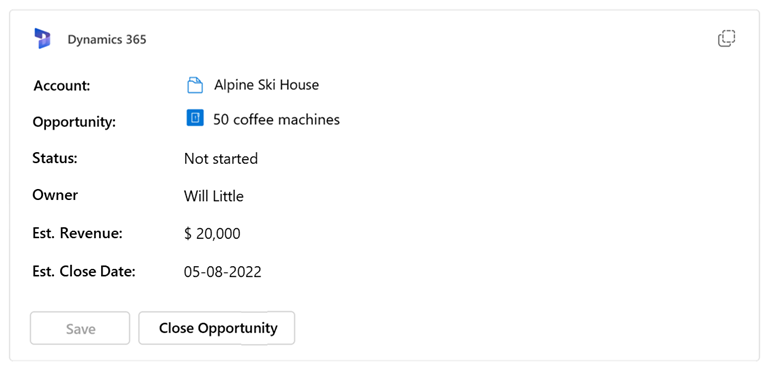 Dynamics 365
Account: Alpine Ski House
Opportunity: 50 coffee machines
Status: Not started
Owner Will Little
Est. Revenue: $ 20,000
Est. Close Date: 05-08-2022
Save Close Opportunity